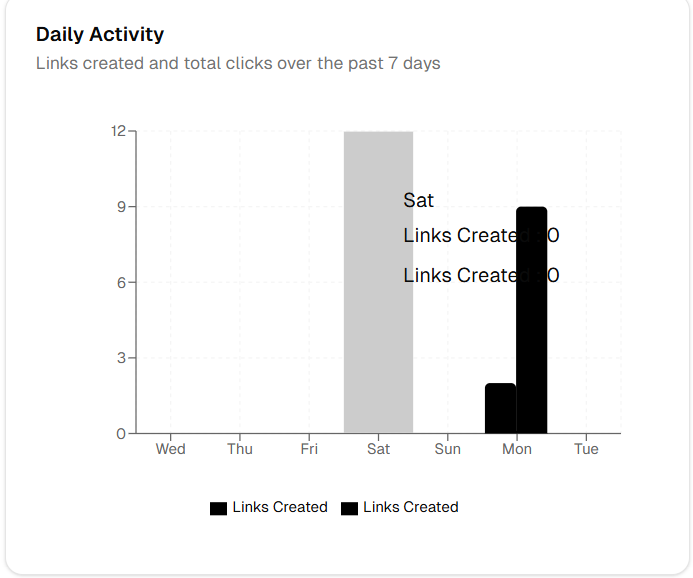 Daily Activity
Links created and total clicks over the past 7 days
12
9
6
3
0
Sat
Links Created : 0
Links Created : 0
Wed Thu Fri Sat Sun Mon Tue
Links Created Links Created